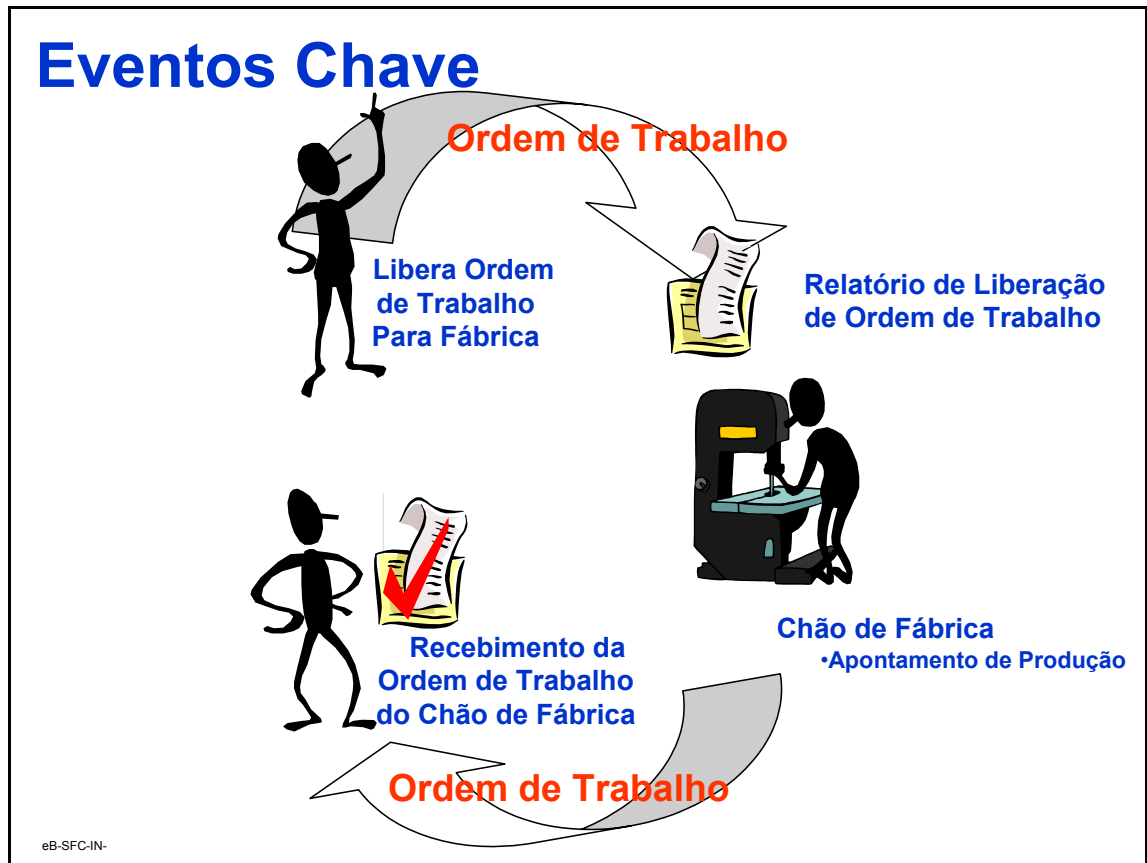 Eventos Chave
Ordem de Trabalho
Libera Ordem
de Trabalho
Para Fábrica
Relatório de Liberação
de Ordem de Trabalho
Chão de Fábrica
•Apontamento de Produção
Recebimento da
Ordem de Trabalho
do Chão de Fábrica
Ordem de Trabalho
eB-SFC-IN-